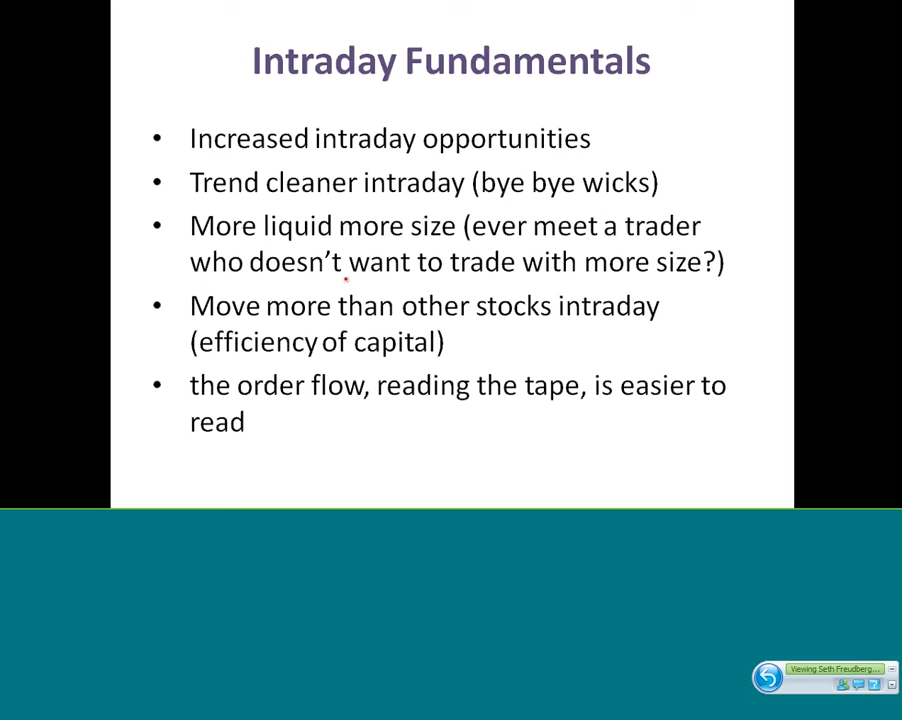 Intraday Fundamentals
• Increased intraday opportunities
• Trend cleaner intraday (bye bye wicks)
• More liquid more size (ever meet a trader
who doesn’t want to trade with more size?)
• Move more than other stocks intraday
(efficiency of capital)
• the order flow, reading the tape, is easier to
read
Viewing Seth Freudberg...